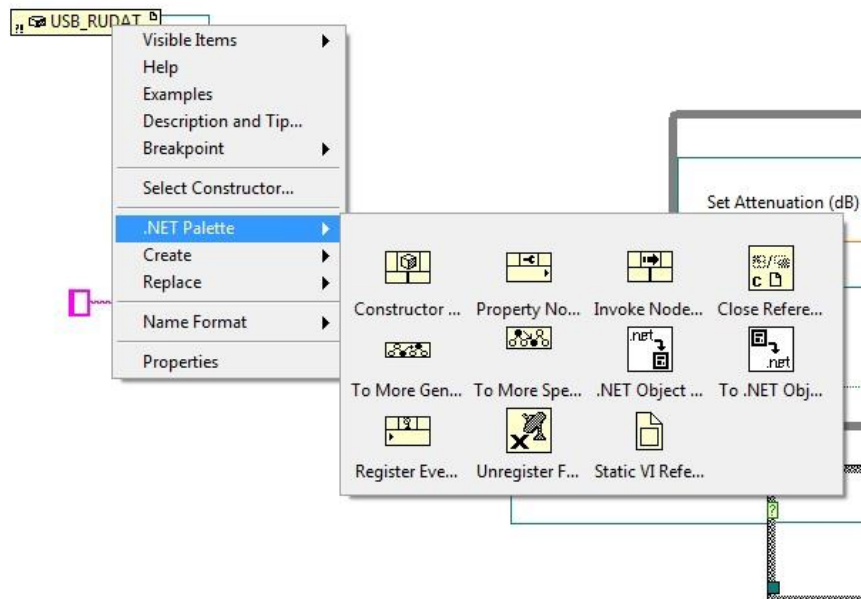 ?! USB_RUDAT
Visible Items
Help
Examples
Description and Tip...
Breakpoint
Select Constructor...
.NET Palette
Create
Replace
Name Format
Properties
Set Attenuation (dB)
Constructor ... Property No... Invoke Node... Close Refere...
To More Gen... To More Spe... .NET Object ... To .NET Obj...
Register Eve... Unregister F... Static VI Refe...
.net
.net
C
X
?